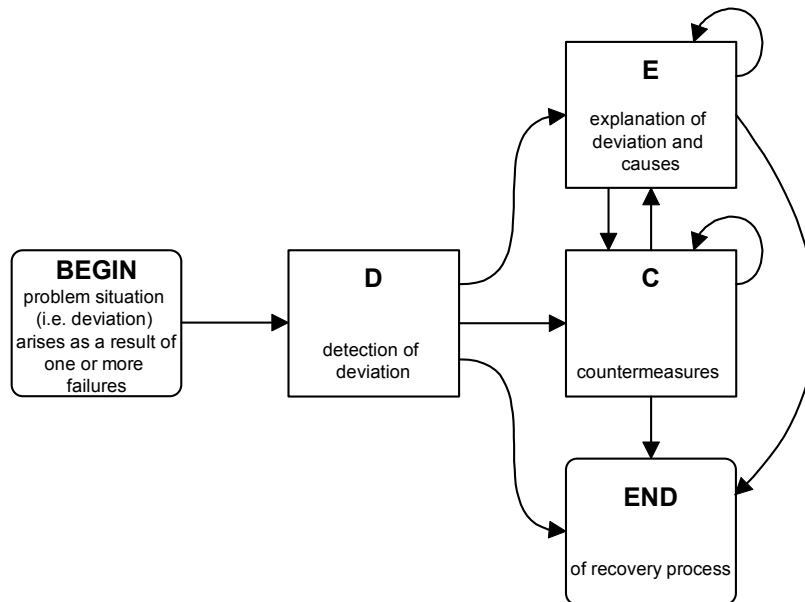 E
explanation of
deviation and
causes
BEGIN
problem situation
(i.e. deviation)
arises as a result of
one or more
failures
D
detection of
deviation
C
countermeasures
END
of recovery process